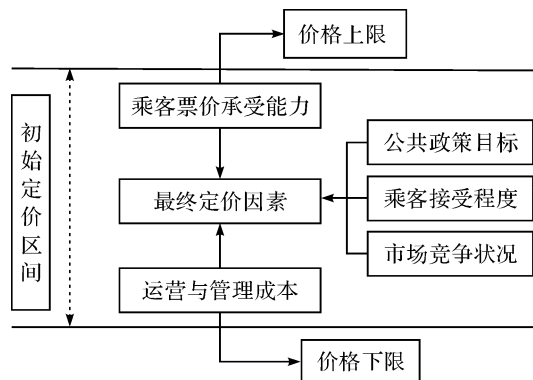 价格上限
乘客票价承受能力
初始定价区间
公共政策目标
最终定价因素
乘客接受程度
市场竞争状况
运营与管理成本
价格下限